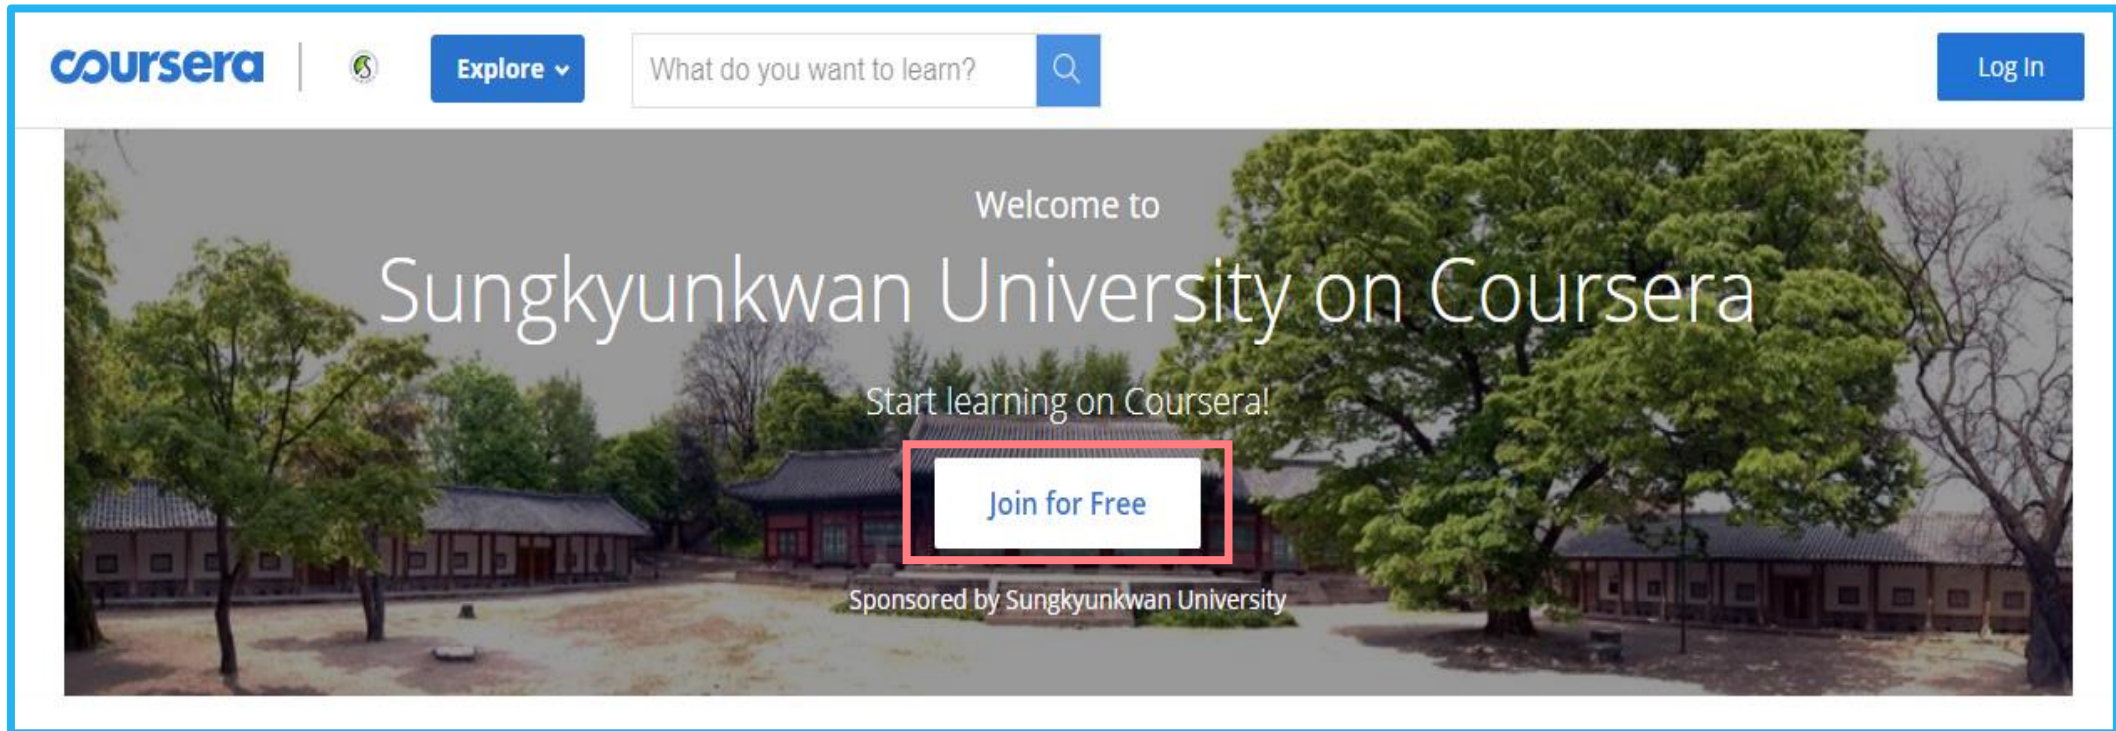 coursera
Explore
What do you want to learn?
Log In
Welcome to
Sungkyunkwan University on Coursera
Start learning on Coursera!
Join for Free
Sponsored by Sungkyunkwan University